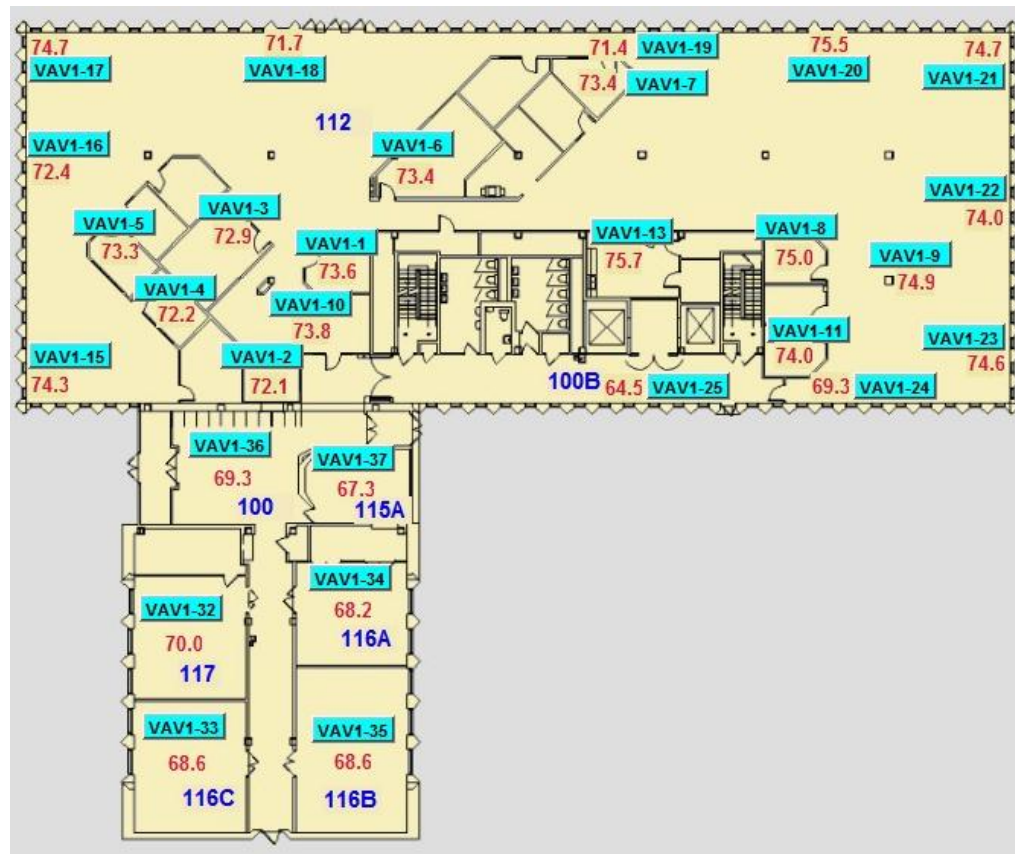 74.7
VAV1-17
71.7
VAV1-18
71.4
VAV1-19
73.4
VAV1-7
75.5
VAV1-20
74.7
VAV1-21
112
VAV1-16
72.4
VAV1-6
73.4
VAV1-22
74.0
VAV1-5
73.3
VAV1-3
72.9
VAV1-1
73.6
VAV1-13
75.7
VAV1-8
75.0
VAV1-9
74.9
VAV1-4
72.2
VAV1-10
73.8
VAV1-11
74.0
VAV1-23
74.6
VAV1-15
74.3
VAV1-2
72.1
100B
64.5
VAV1-25
69.3
VAV1-24
VAV1-36
69.3
100
VAV1-37
67.3
115A
VAV1-34
68.2
116A
VAV1-32
70.0
117
VAV1-33
68.6
116C
VAV1-35
68.6
116B